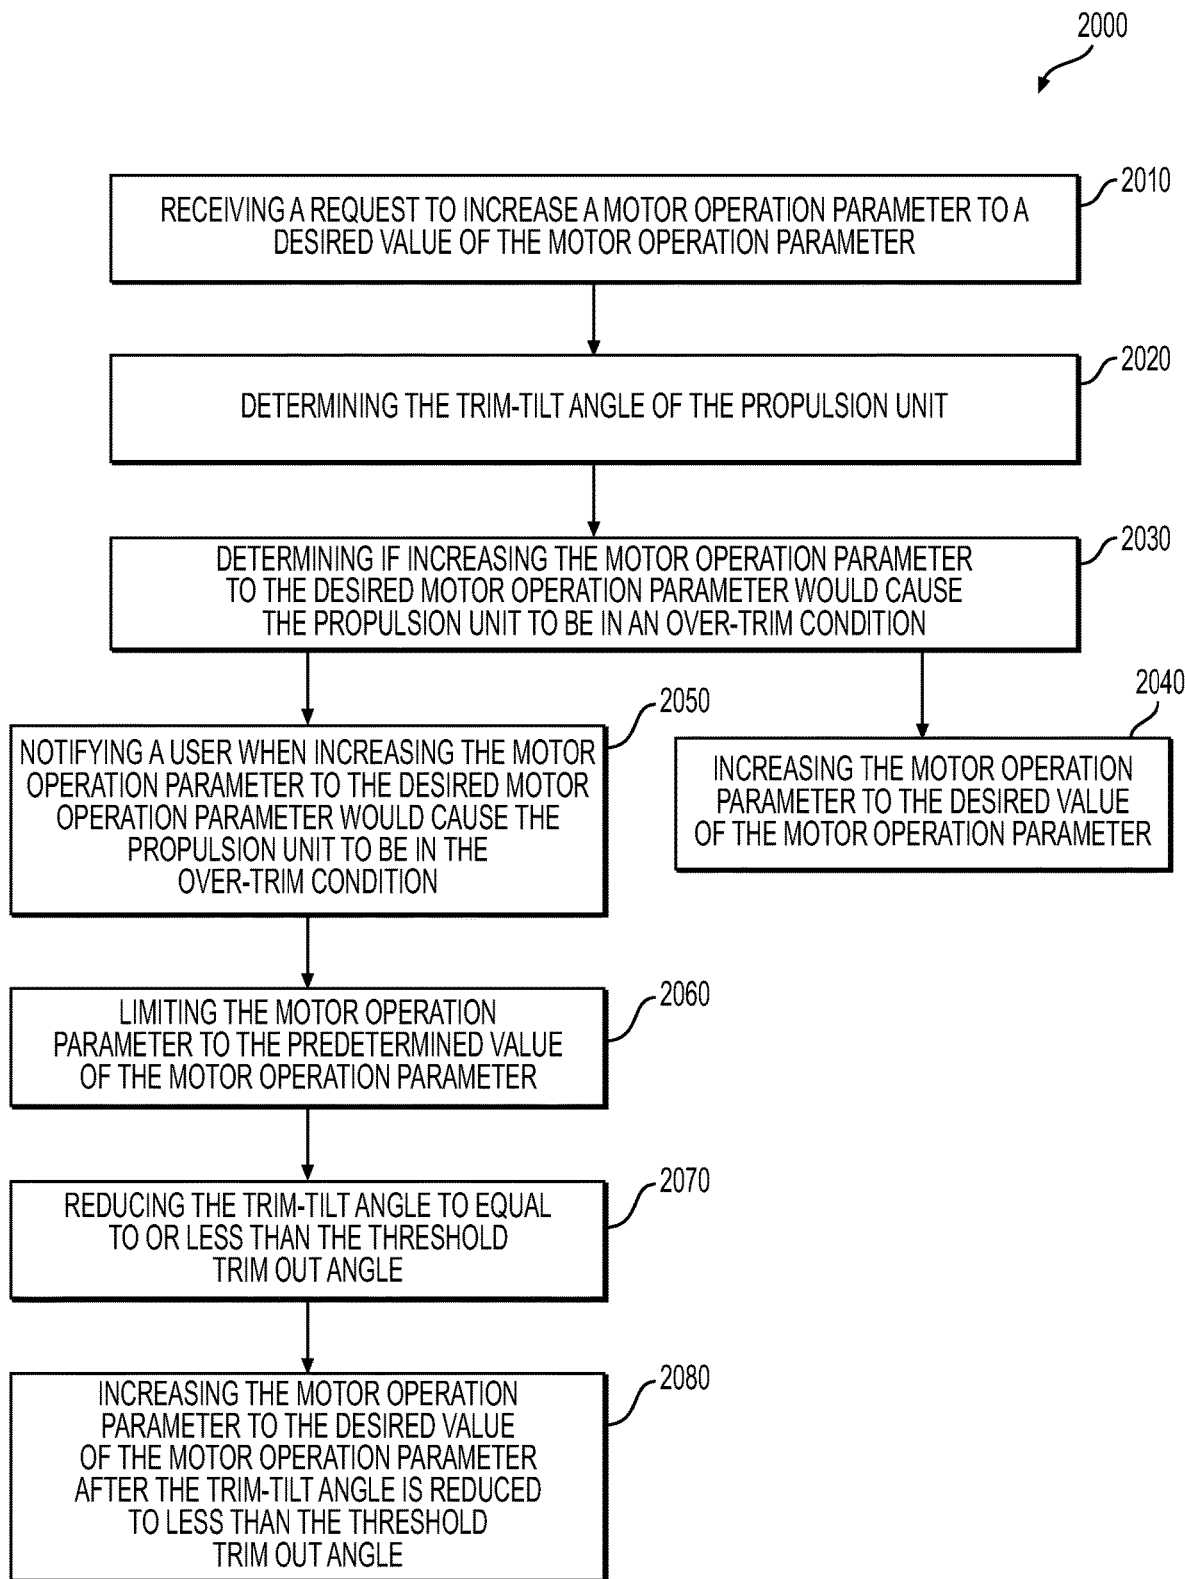 2000
2010
RECEIVING A REQUEST TO INCREASE A MOTOR OPERATION PARAMETER TO A
DESIRED VALUE OF THE MOTOR OPERATION PARAMETER
2020
DETERMINING THE TRIM-TILT ANGLE OF THE PROPULSION UNIT
2030
DETERMINING IF INCREASING THE MOTOR OPERATION PARAMETER
TO THE DESIRED MOTOR OPERATION PARAMETER WOULD CAUSE
THE PROPULSION UNIT TO BE IN AN OVER-TRIM CONDITION
2050
NOTIFYING A USER WHEN INCREASING THE MOTOR
OPERATION PARAMETER TO THE DESIRED MOTOR
OPERATION PARAMETER WOULD CAUSE THE
PROPULSION UNIT TO BE IN THE
OVER-TRIM CONDITION
2040
INCREASING THE MOTOR OPERATION
PARAMETER TO THE DESIRED VALUE
OF THE MOTOR OPERATION PARAMETER
2060
LIMITING THE MOTOR OPERATION
PARAMETER TO THE PREDETERMINED VALUE
OF THE MOTOR OPERATION PARAMETER
2070
REDUCING THE TRIM-TILT ANGLE TO EQUAL
TO OR LESS THAN THE THRESHOLD
TRIM OUT ANGLE
2080
INCREASING THE MOTOR OPERATION
PARAMETER TO THE DESIRED VALUE
OF THE MOTOR OPERATION PARAMETER
AFTER THE TRIM-TILT ANGLE IS REDUCED
TO LESS THAN THE THRESHOLD
TRIM OUT ANGLE